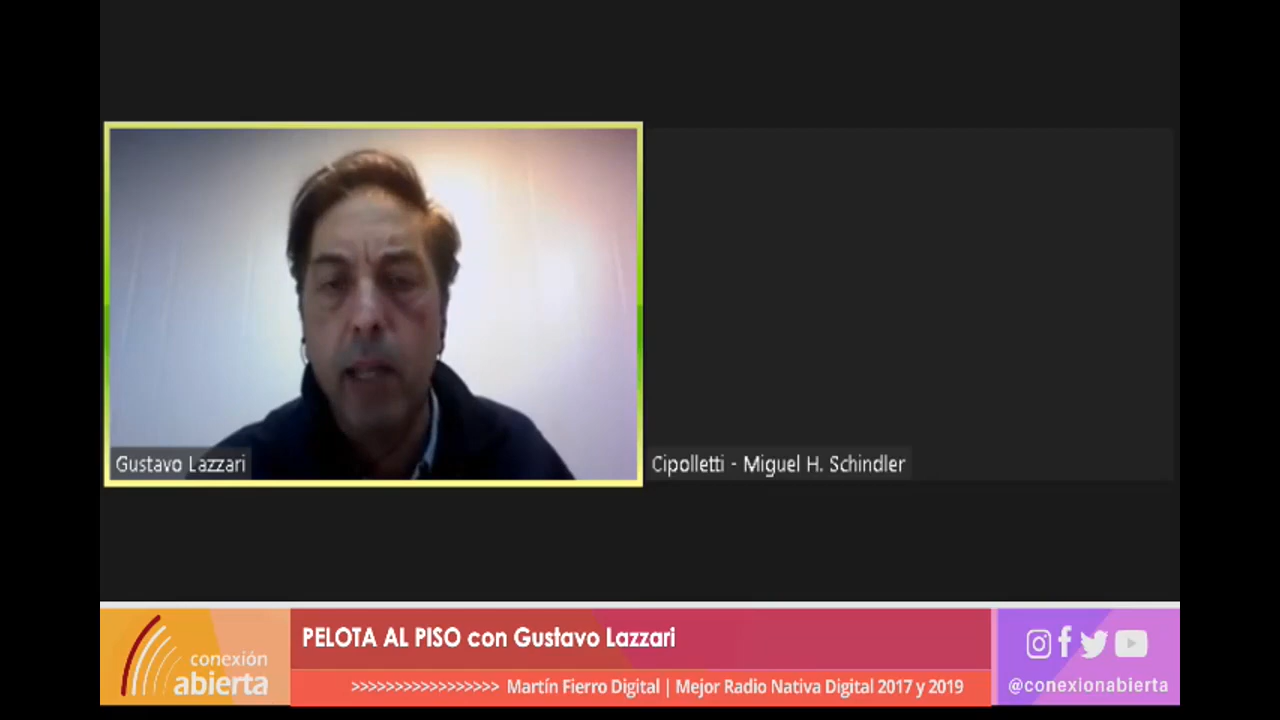 Gustavo Lazzari
Cipolletti - Miguel H. Schindler
conexión
abierta
PELOTA AL PISO con Gustavo Lazzari
>>>>>>>>>>>>>>>>> Martín Fierro Digital | Mejor Radio Nativa Digital 2017 y 2019
@conexionabierta